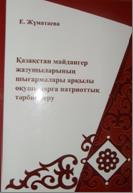 Е. Жұматаева
Қазақстан майдангер
жазушыларының
шығармалары арқылы
оқушыларға патриоттық
тәрбие беру